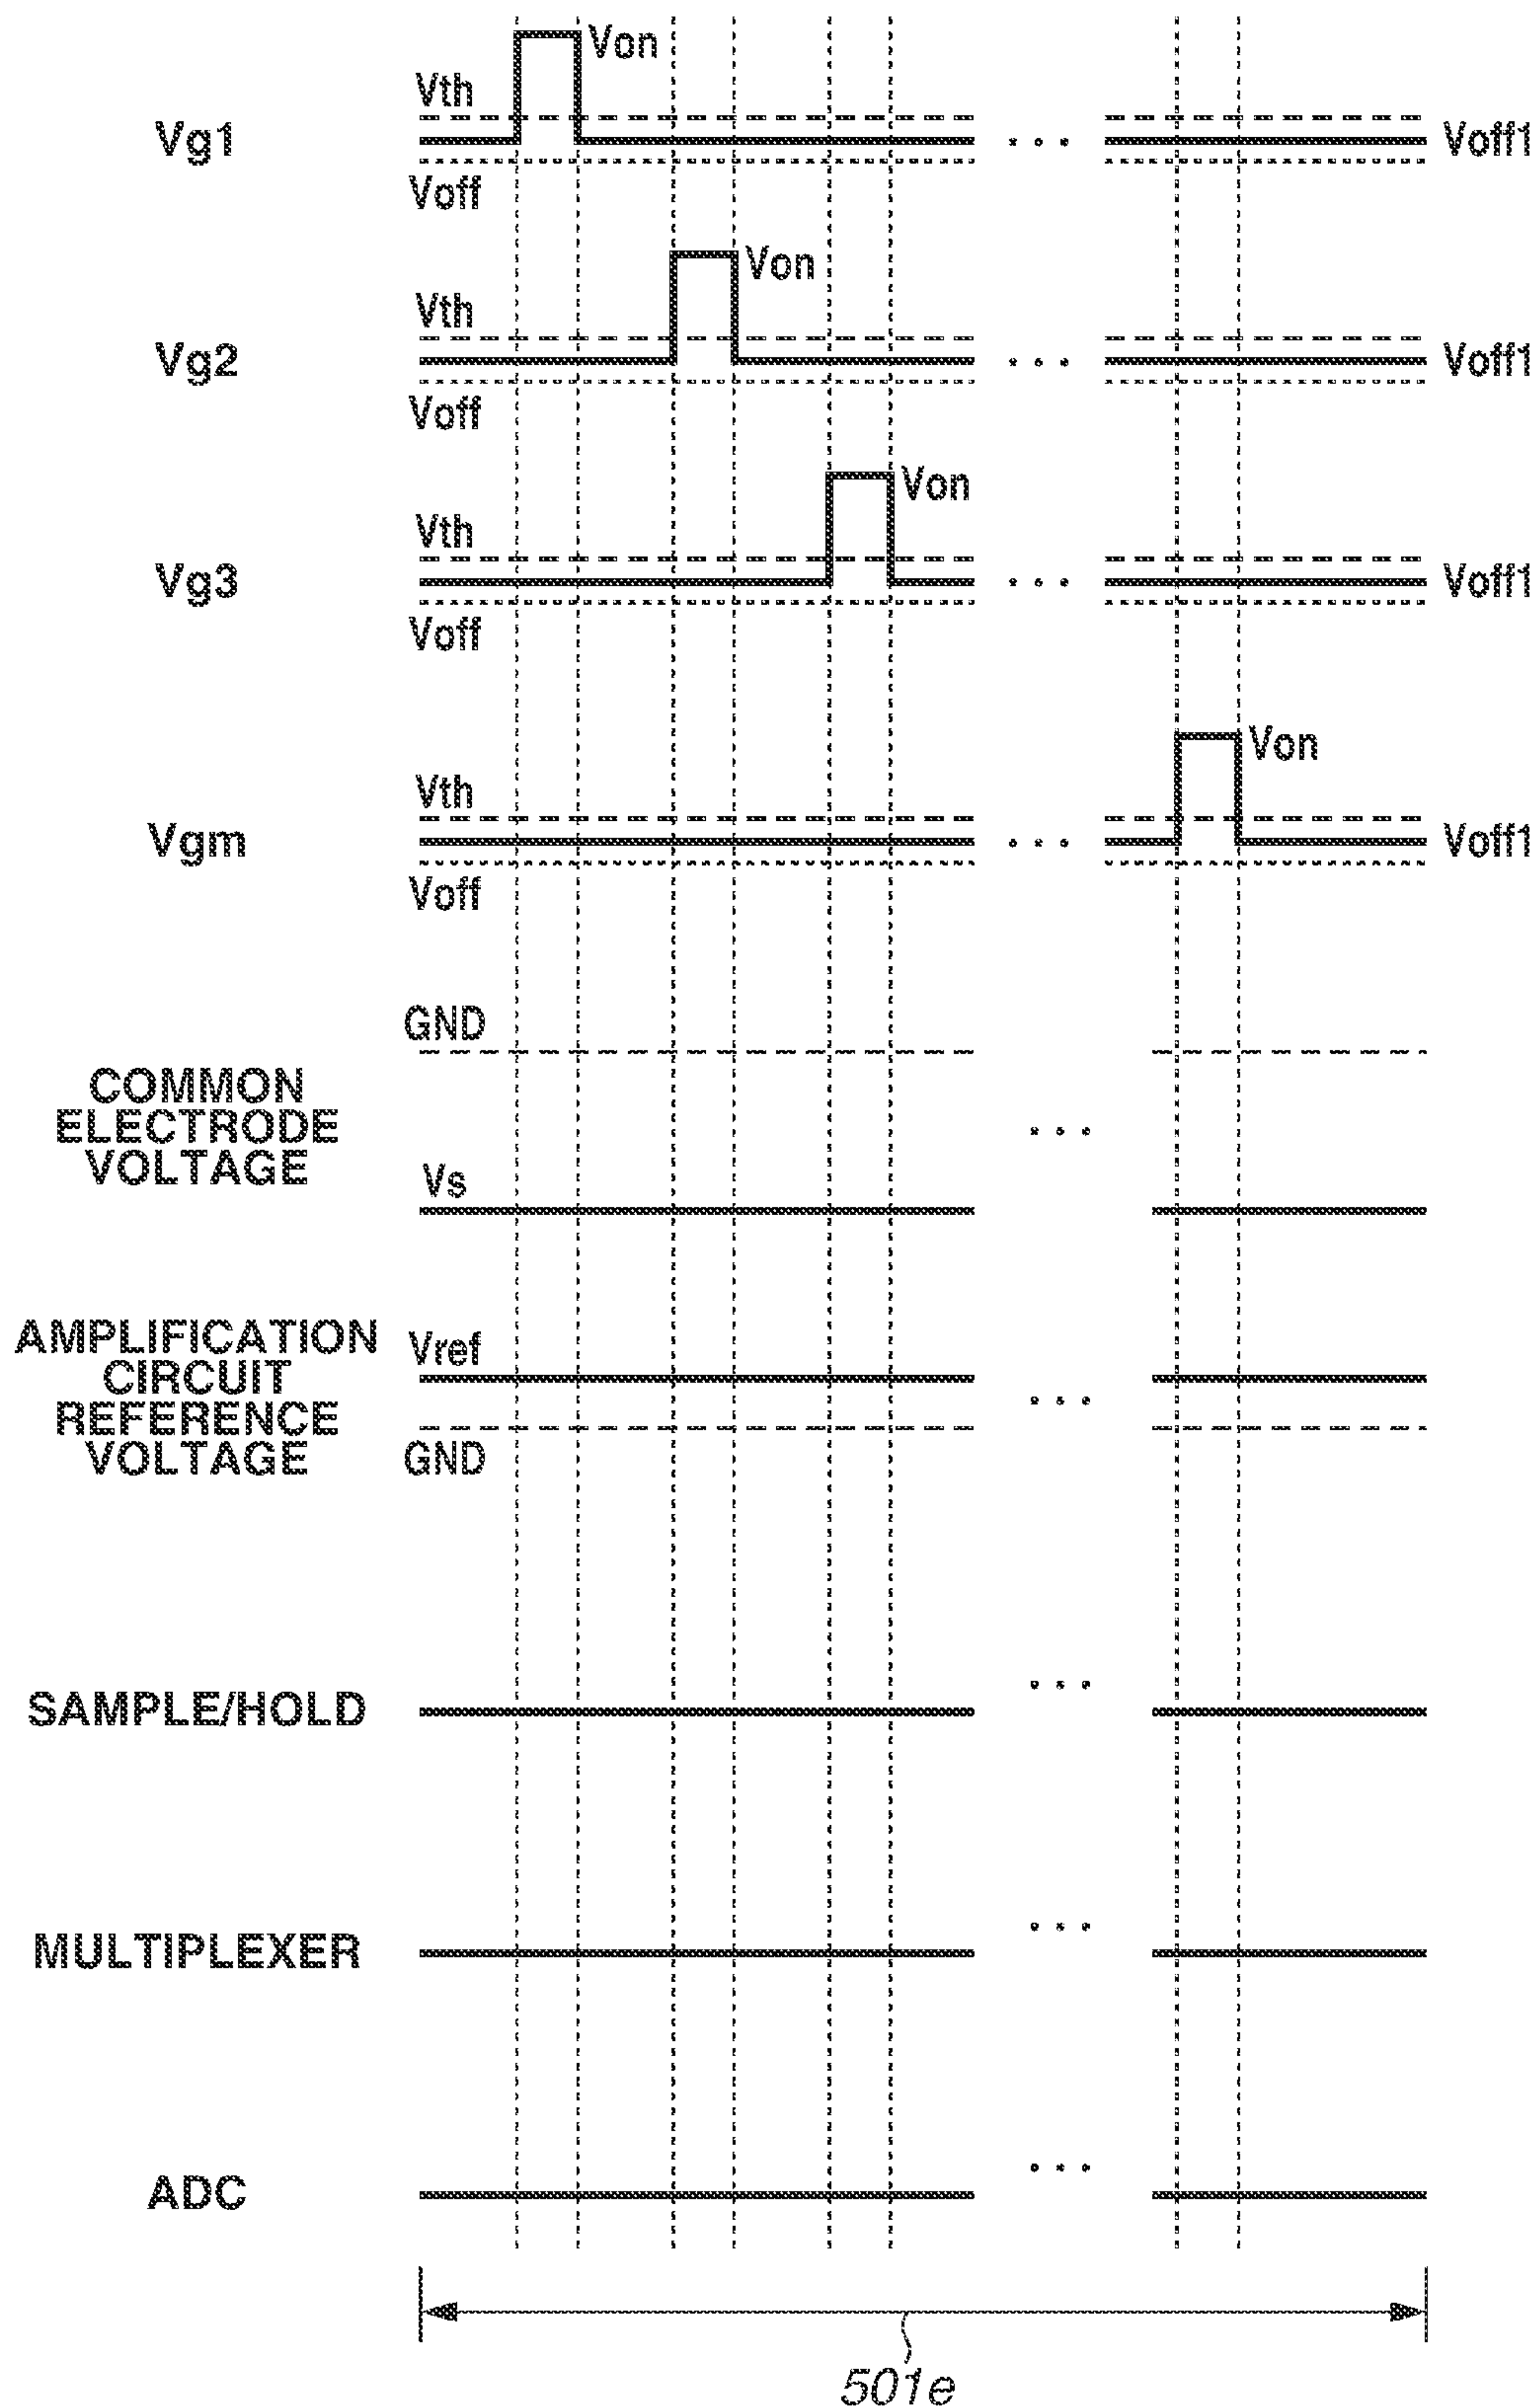 Von
Vth
Vg1
Voff1
Voff
Von
Vth
Vg2
Voff1
Voff
Von
Vth
Vg3
Voff1
Voff
Von
Vth
Vgm
Voff1
Voff
GND
COMMON
ELECTRODE
VOLTAGE
Vs
AMPLIFICATION
CIRCUIT
REFERENCE
VOLTAGE
Vref
GND
SAMPLE/HOLD
MULTIPLEXER
ADC
501e